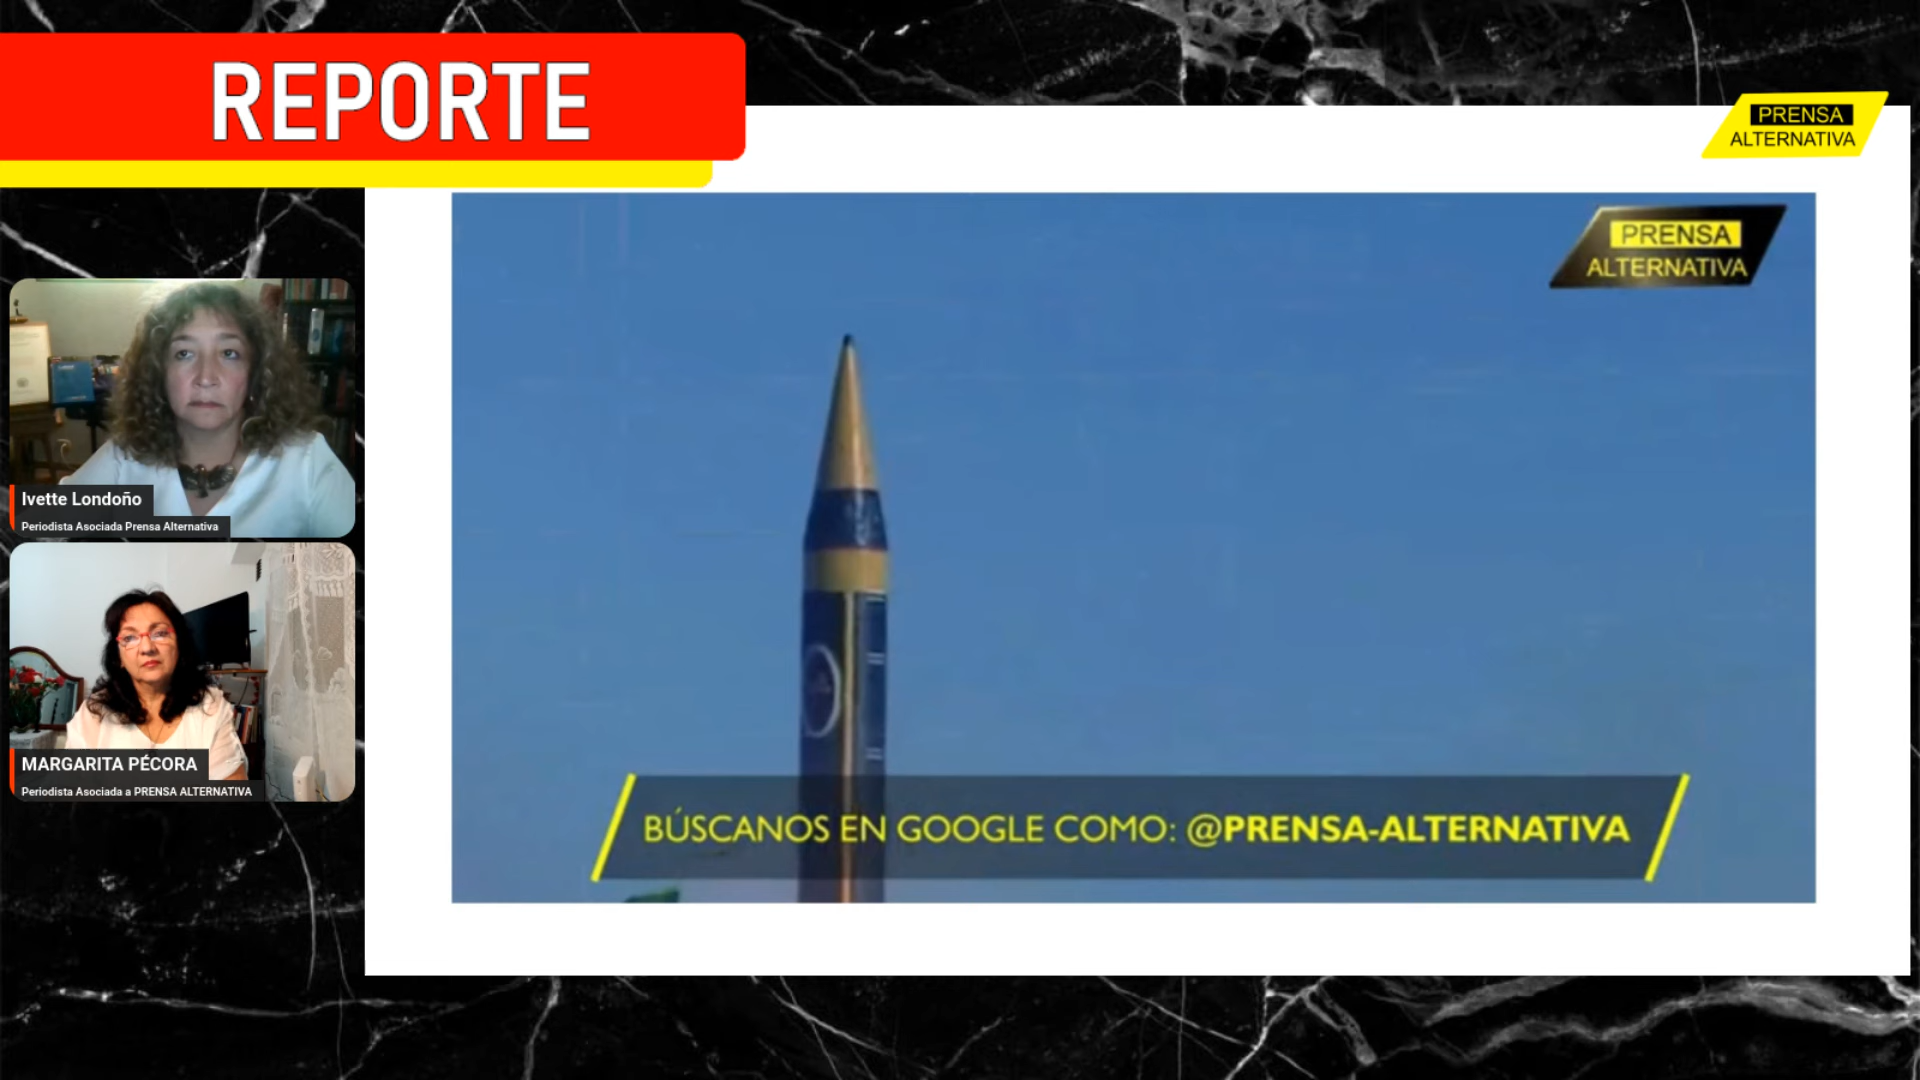 REPORTE
PRENSA
ALTERNATIVA
PRENSA
ALTERNATIVA
Ivette Londoño
Periodista Asociada Prensa Alternativa
MARGARITA PÉCORA
Periodista Asociada a PRENSA ALTERNATIVA
BÚSCANOS EN GOOGLE COMO: @PRENSA-ALTERNATIVA